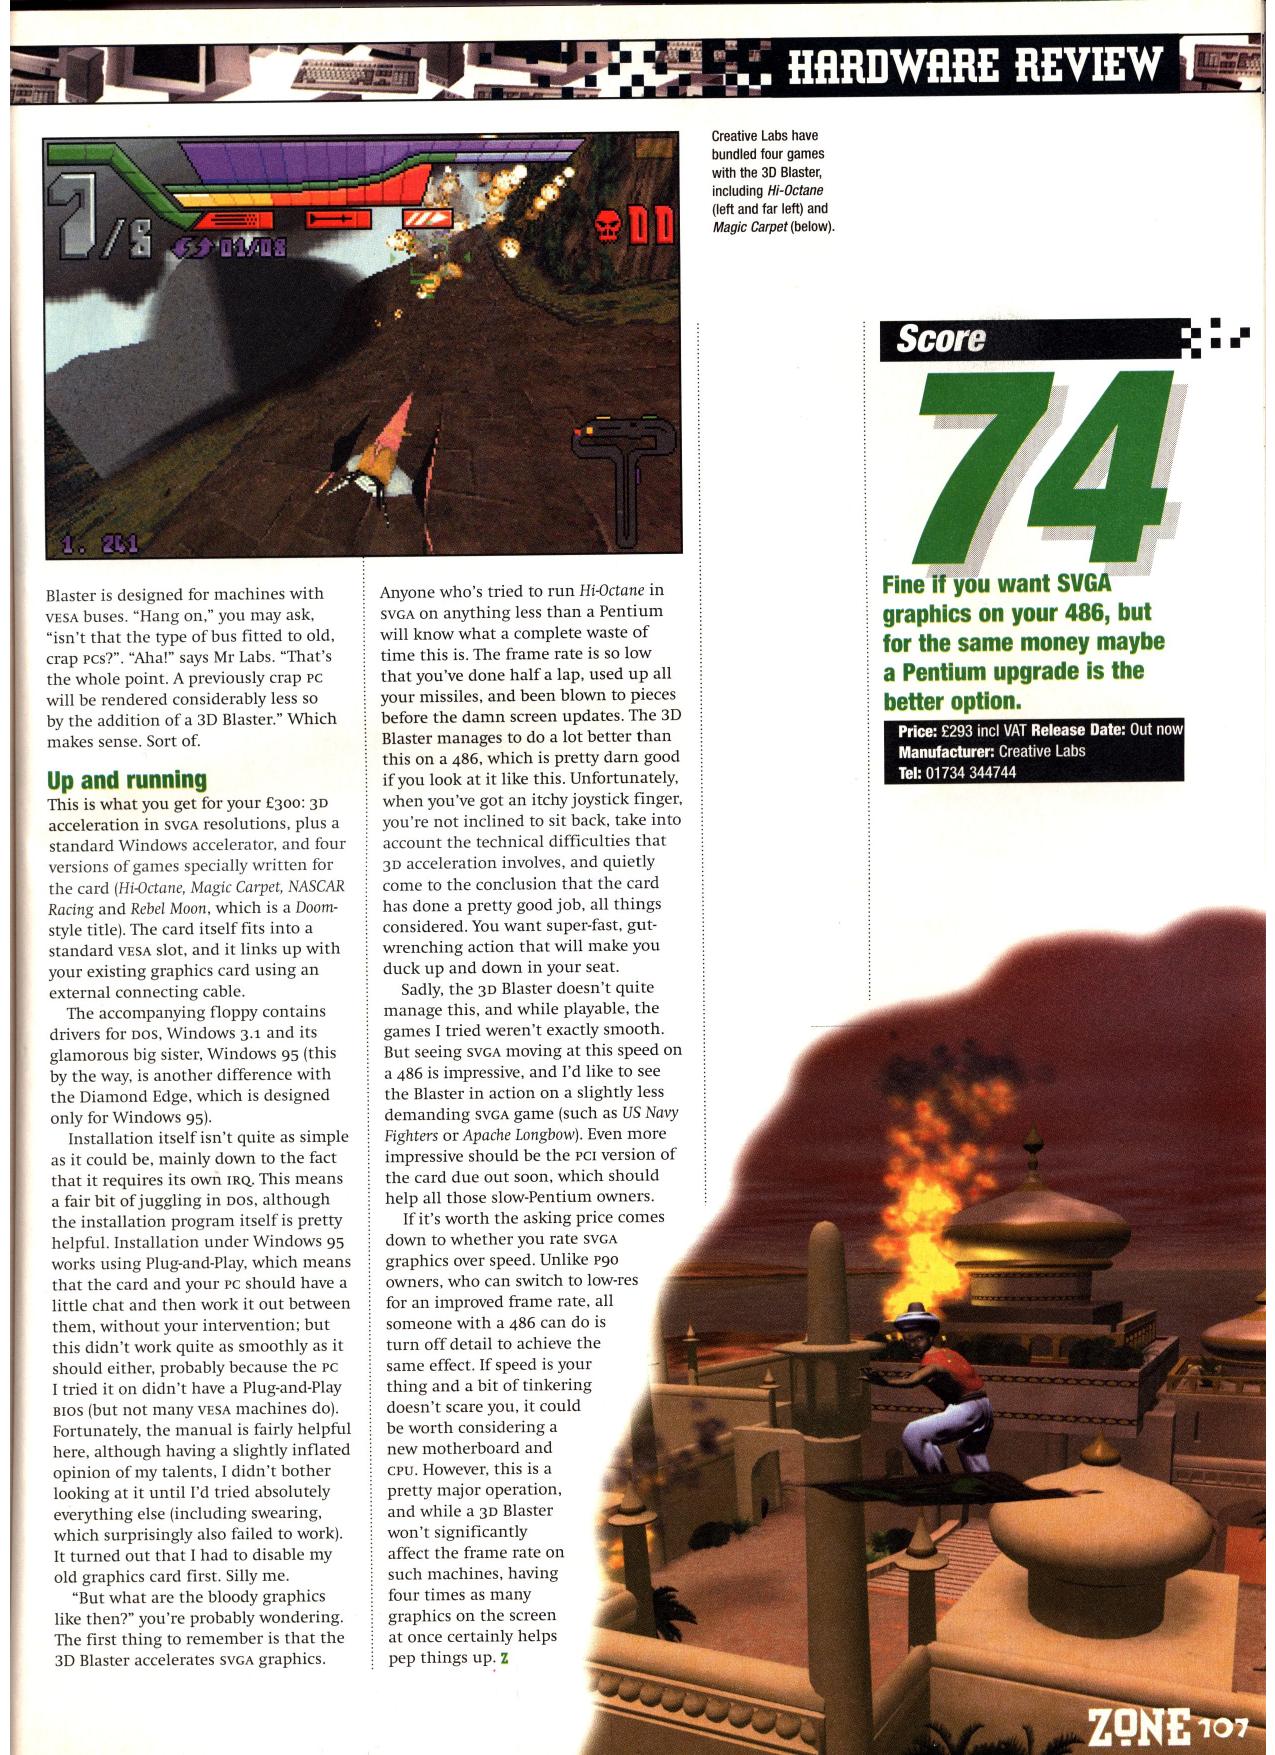 HARDWARE REVIEW
2/8
01/08
00
1. 241
Creative Labs have
bundled four games
with the 3D Blaster,
including Hi-Octane
(left and far left) and
Magic Carpet (below).
Blaster is designed for machines with
VESA buses. “Hang on,” you may ask,
“isn't that the type of bus fitted to old,
crap PCs?”. “Aha!” says Mr Labs. “That's
the whole point. A previously crap PC
will be rendered considerably less so
by the addition of a 3D Blaster.” Which
makes sense. Sort of.
Up and running
This is what you get for your £300: 3D
acceleration in SVGA resolutions, plus a
standard Windows accelerator, and four
versions of games specially written for
the card (Hi-Octane, Magic Carpet, NASCAR
Racing and Rebel Moon, which is a Doom-
style title). The card itself fits into a
standard VESA slot, and it links up with
your existing graphics card using an
external connecting cable.
The accompanying floppy contains
drivers for DOS, Windows 3.1 and its
glamorous big sister, Windows 95 (this
by the way, is another difference with
the Diamond Edge, which is designed
only for Windows 95).
Installation itself isn't quite as simple
as it could be, mainly down to the fact
that it requires its own IRQ. This means
a fair bit of juggling in DOS, although
the installation program itself is pretty
helpful. Installation under Windows 95
works using Plug-and-Play, which means
that the card and your PC should have a
little chat and then work it out between
them, without your intervention; but
this didn't work quite as smoothly as it
should either, probably because the PC
I tried it on didn't have a Plug-and-Play
BIOS (but not many VESA machines do).
Fortunately, the manual is fairly helpful
here, although having a slightly inflated
opinion of my talents, I didn't bother
looking at it until I'd tried absolutely
everything else (including swearing,
which surprisingly also failed to work).
It turned out that I had to disable my
old graphics card first. Silly me.
“But what are the bloody graphics
like then?” you're probably wondering.
The first thing to remember is that the
3D Blaster accelerates SVGA graphics.
Anyone who's tried to run Hi-Octane in
SVGA on anything less than a Pentium
will know what a complete waste of
time this is. The frame rate is so low
that you've done half a lap, used up all
your missiles, and been blown to pieces
before the damn screen updates. The 3D
Blaster manages to do a lot better than
this on a 486, which is pretty darn good
if you look at it like this. Unfortunately,
when you've got an itchy joystick finger,
you're not inclined to sit back, take into
account the technical difficulties that
3D acceleration involves, and quietly
come to the conclusion that the card
has done a pretty good job, all things
considered. You want super-fast, gut-
wrenching action that will make you
duck up and down in your seat.
Sadly, the 3D Blaster doesn't quite
manage this, and while playable, the
games I tried weren't exactly smooth.
But seeing SVGA moving at this speed on
a 486 is impressive, and I'd like to see
the Blaster in action on a slightly less
demanding SVGA game (such as US Navy
Fighters or Apache Longbow). Even more
impressive should be the PCI version of
the card due out soon, which should
help all those slow-Pentium owners.
If it's worth the asking price comes
down to whether you rate SVGA
graphics over speed. Unlike P90
owners, who can switch to low-res
for an improved frame rate, all
someone with a 486 can do is
turn off detail to achieve the
same effect. If speed is your
thing and a bit of tinkering
doesn't scare you, it could
be worth considering a
new motherboard and
CPU. However, this is a
pretty major operation,
and while a 3D Blaster
won't significantly
affect the frame rate on
such machines, having
four times as many
graphics on the screen
at once certainly helps
pep things up. Z
Score
74
Fine if you want SVGA
graphics on your 486, but
for the same money maybe
a Pentium upgrade is the
better option.
Price: £293 incl VAT Release Date: Out now
Manufacturer: Creative Labs
Tel: 01734 344744
ZONE 107